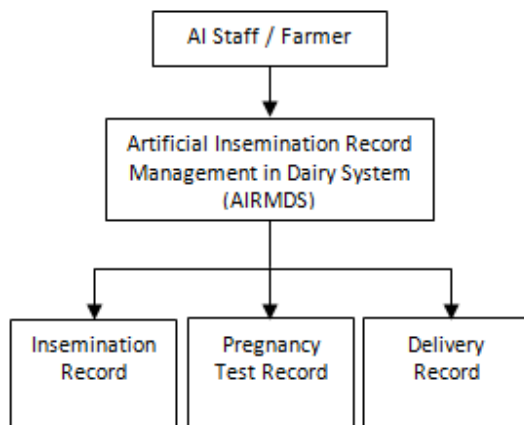 AI Staff / Farmer
Artificial Insemination Record
Management in Dairy System
(AIRMDS)
Insemination
Record
Pregnancy
Test Record
Delivery
Record